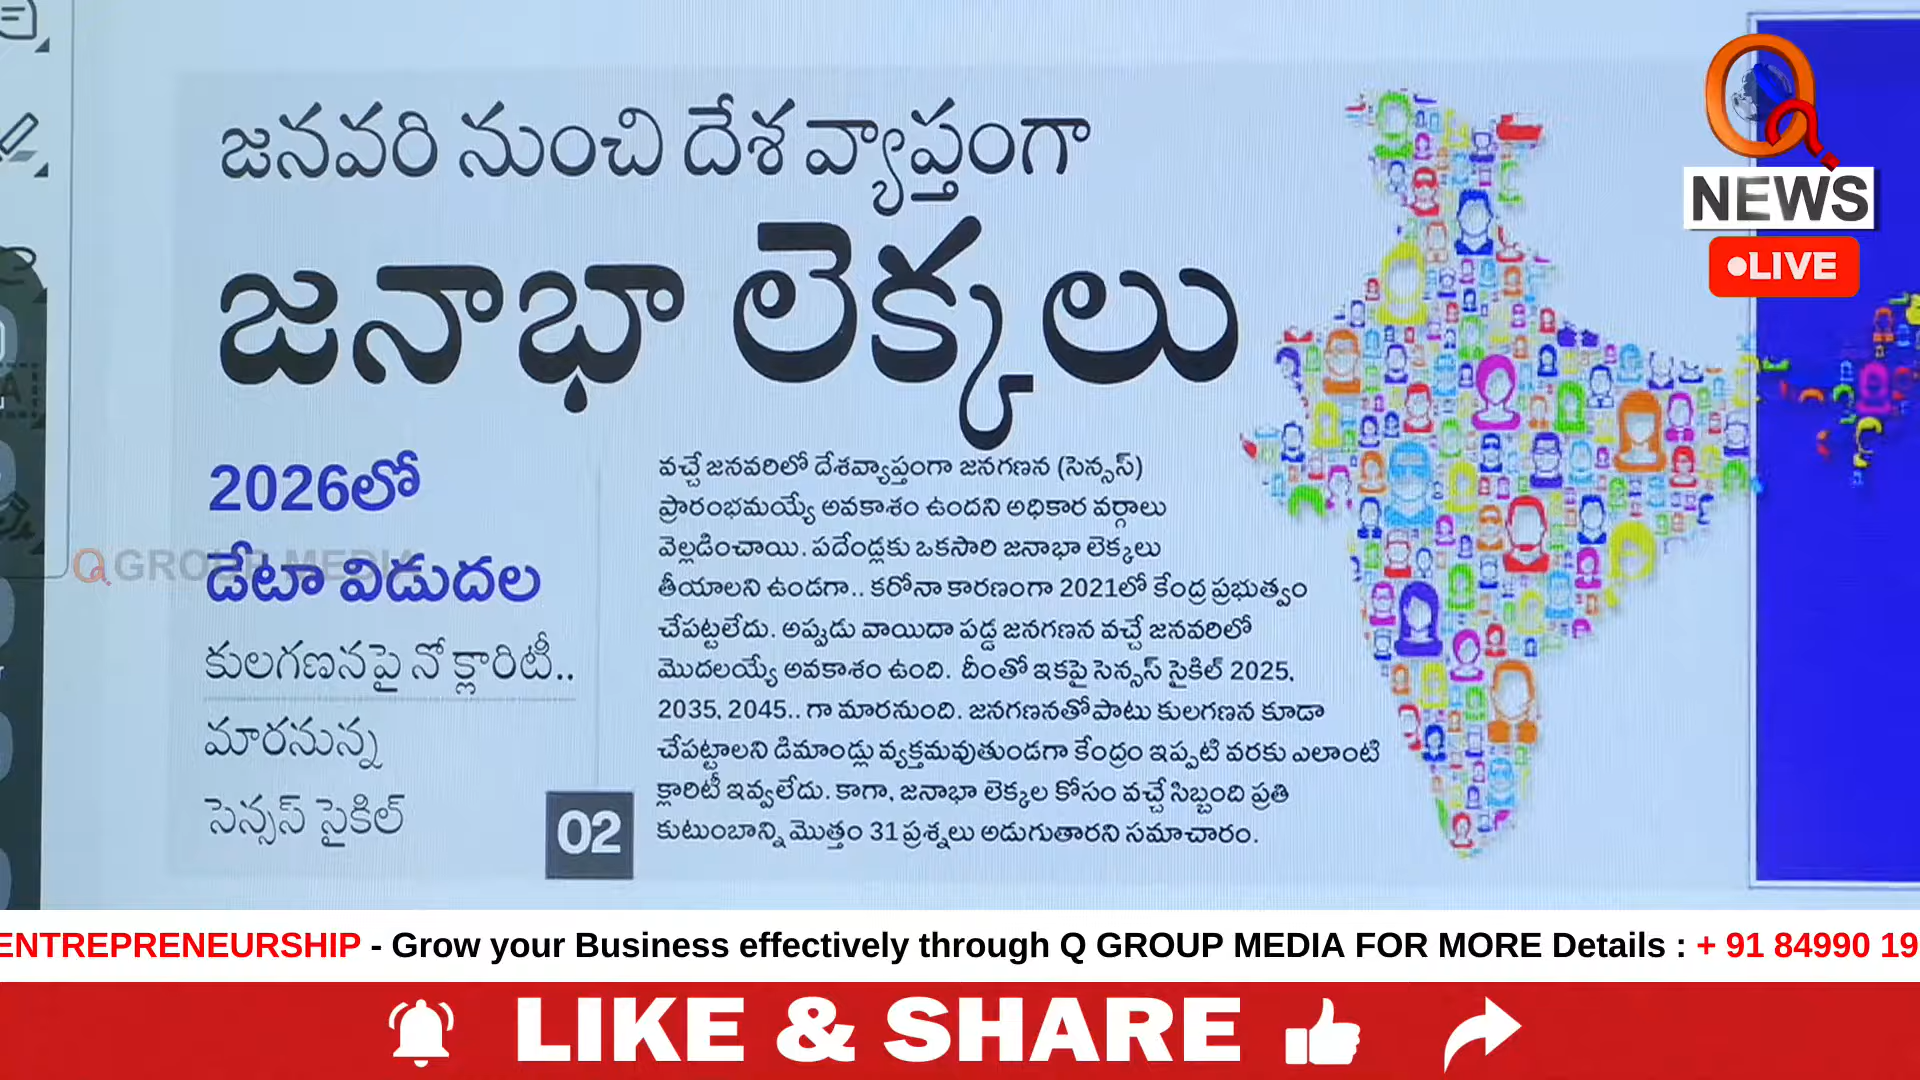 జనవరి నుంచి దేశవ్యాప్తంగా
జనాభా లెక్కలు
2026లో
డేటా విడుదల
కులగణనపై నో క్లారిటీ..
మారనున్న
సెన్సస్ సైకిల్
02
వచ్చే జనవరిలో దేశవ్యాప్తంగా జనగణన (సెన్సస్)
ప్రారంభమయ్యే అవకాశం ఉందని అధికార వర్గాలు
వెల్లడించాయి. పదేండ్లకు ఒకసారి జనాభా లెక్కలు
తీయాలని ఉండగా.. కరోనా కారణంగా 2021లో కేంద్ర ప్రభుత్వం
చేపట్టలేదు. అప్పుడు వాయిదా పడ్డ జనగణన వచ్చే జనవరిలో
మొదలయ్యే అవకాశం ఉంది. దీంతో ఇకపై సెన్సస్ సైకిల్ 2025,
2035, 2045.. గా మారనుంది. జనగణనతోపాటు కులగణన కూడా
చేపట్టాలని డిమాండ్లు వ్యక్తమవుతుండగా కేంద్రం ఇప్పటి వరకు ఎలాంటి
క్లారిటీ ఇవ్వలేదు. కాగా, జనాభా లెక్కల కోసం వచ్చే సిబ్బంది ప్రతి
కుటుంబాన్ని మొత్తం 31 ప్రశ్నలు అడుగుతారని సమాచారం.
Q GROUP MEDIA
Q
NEWS
LIVE
ENTREPRENEURSHIP - Grow your Business effectively through Q GROUP MEDIA FOR MORE Details : + 91 84990 19
LIKE & SHARE